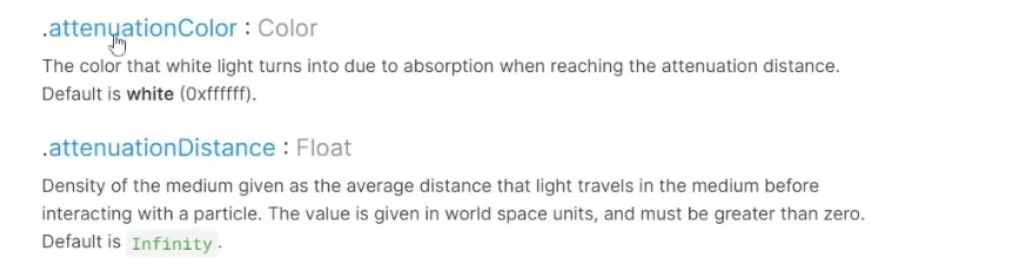 .attenuationColor : Color
The color that white light turns into due to absorption when reaching the attenuation distance.
Default is white (0xffffff).
.attenuationDistance : Float
Density of the medium given as the average distance that light travels in the medium before
interacting with a particle. The value is given in world space units, and must be greater than zero.
Default is Infinity.